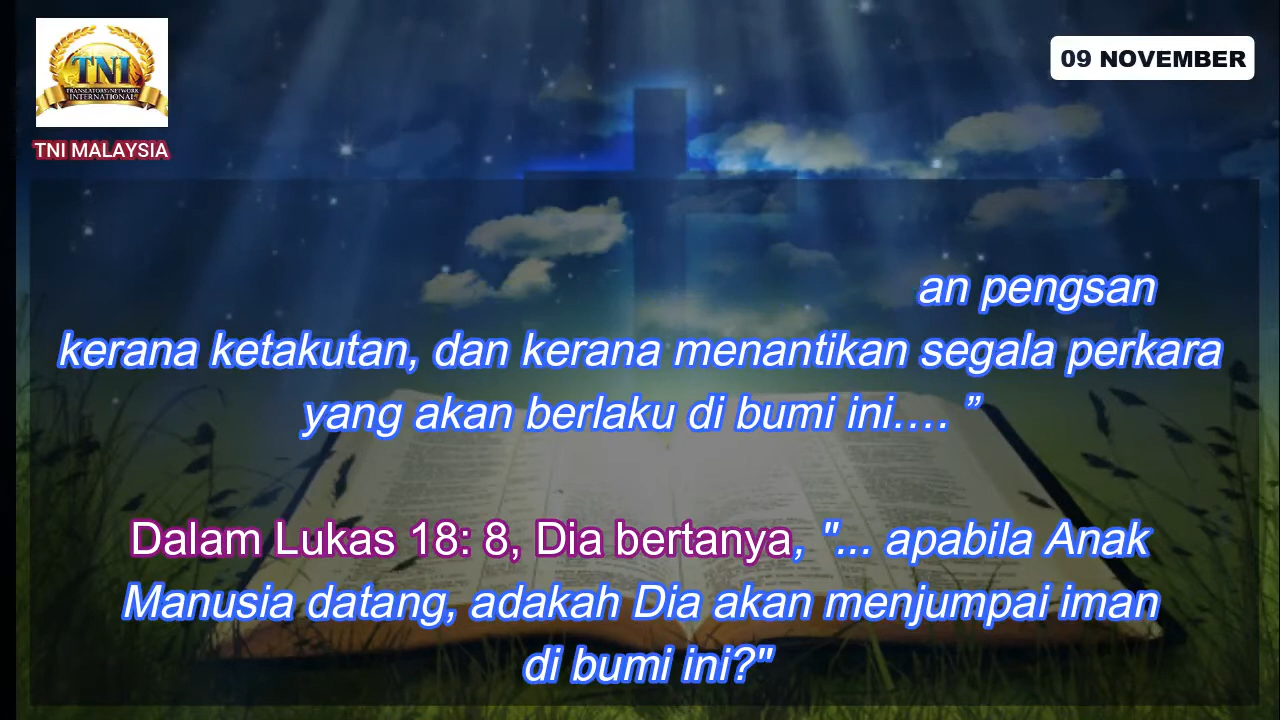 TNI
TRANSLATORS' NETWORK
INTERNATIONAL
TNI MALAYSIA
09 NOVEMBER
an pengsan
kerana ketakutan, dan kerana menantikan segala perkara
yang akan berlaku di bumi ini…. ”
Dalam Lukas 18: 8, Dia bertanya, "... apabila Anak
Manusia datang, adakah Dia akan menjumpai iman
di bumi ini?"